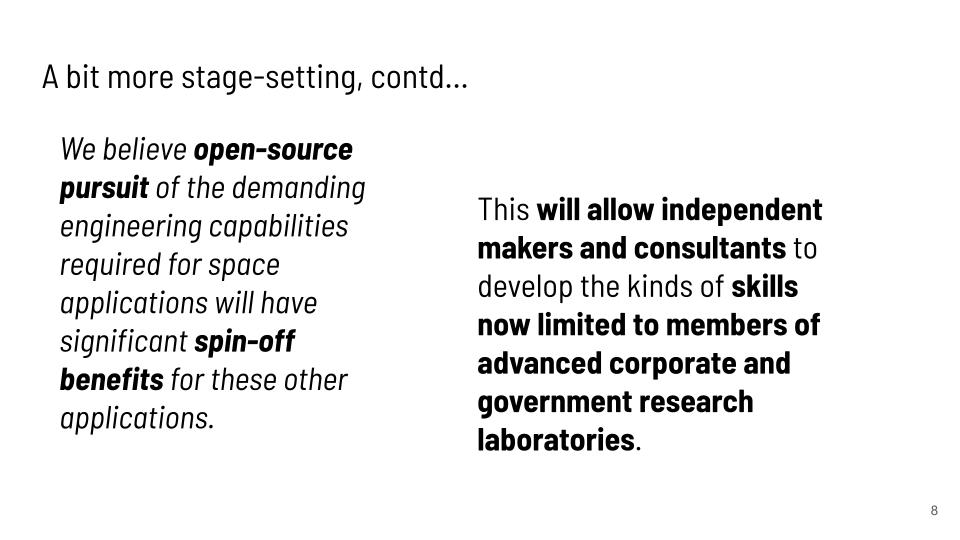 A bit more stage-setting, contd...
We believe open-source
pursuit of the demanding
engineering capabilities
required for space
applications will have
significant spin-off
benefits for these other
applications.
This will allow independent
makers and consultants to
develop the kinds of skills
now limited to members of
advanced corporate and
government research
laboratories.
8